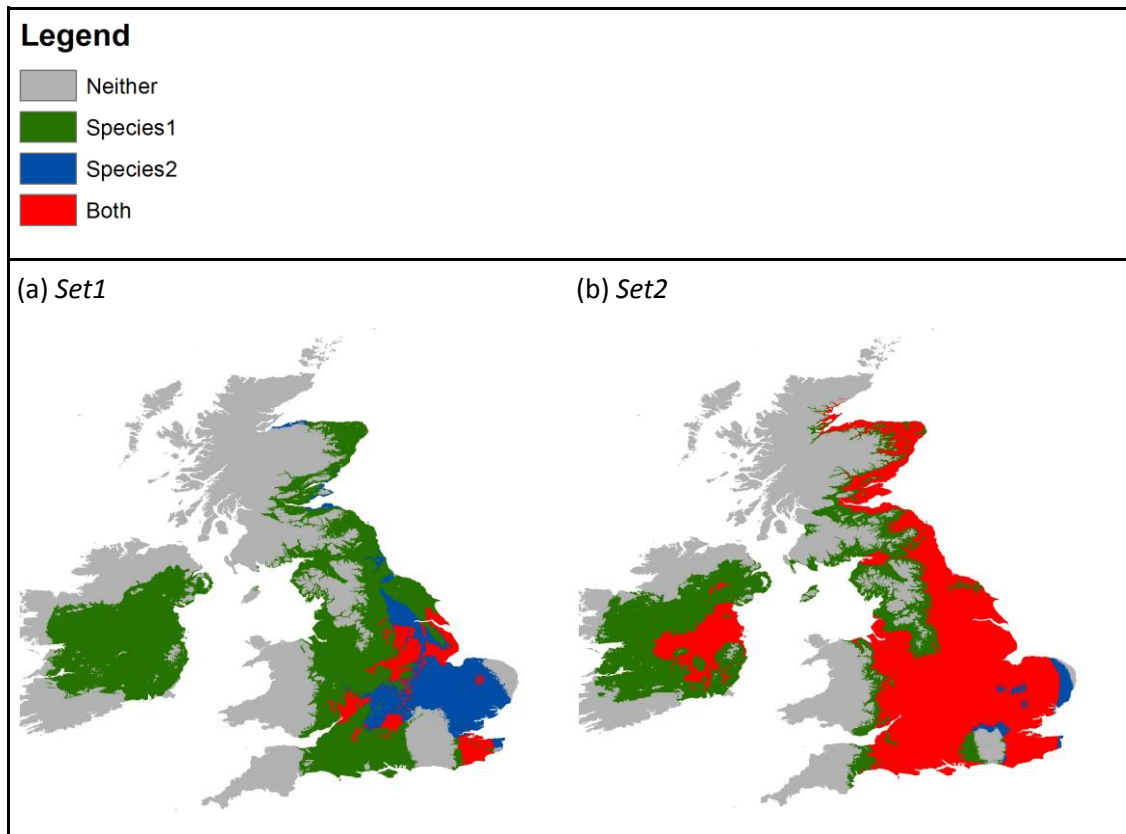 Legend
Neither
Species1
Species2
Both
(a) Set1
(b) Set2